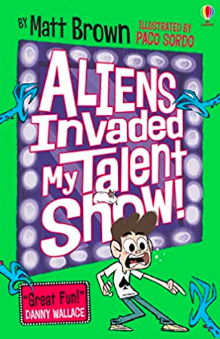 BY MATT BROWN
ILLUSTRATED BY
PACO SORDO
ALIENS
INVADED
MY TALENT
SHOW!
"Great Fun!"
DANNY WALLACE